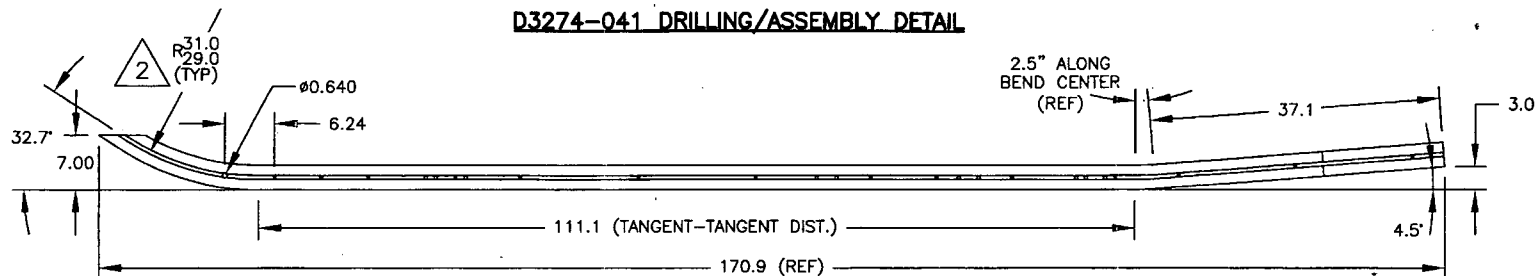 D3274-041 DRILLING/ASSEMBLY DETAIL
2
R31.0
29.0
(TYP)
ø0.640
6.24
32.7°
7.00
2.5" ALONG
BEND CENTER
(REF)
37.1
3.0
111.1 (TANGENT-TANGENT DIST.)
4.5°
170.9 (REF)